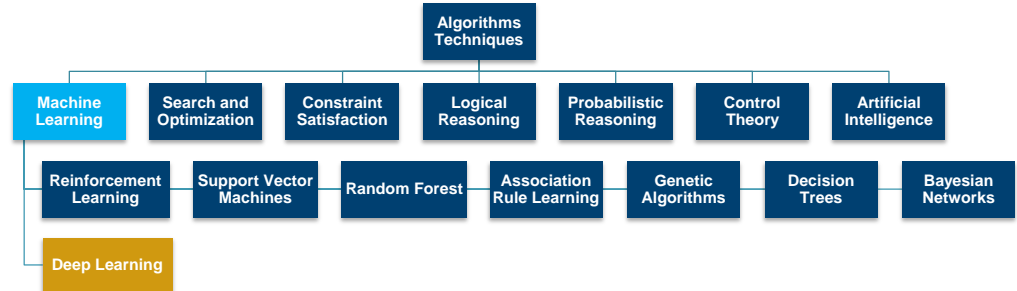 Algorithms
Techniques
Machine
Learning
Search and
Optimization
Constraint
Satisfaction
Logical
Reasoning
Probabilistic
Reasoning
Control
Theory
Artificial
Intelligence
Reinforcement
Learning
Support Vector
Machines
Random Forest
Association
Rule Learning
Genetic
Algorithms
Decision
Trees
Bayesian
Networks
Deep Learning